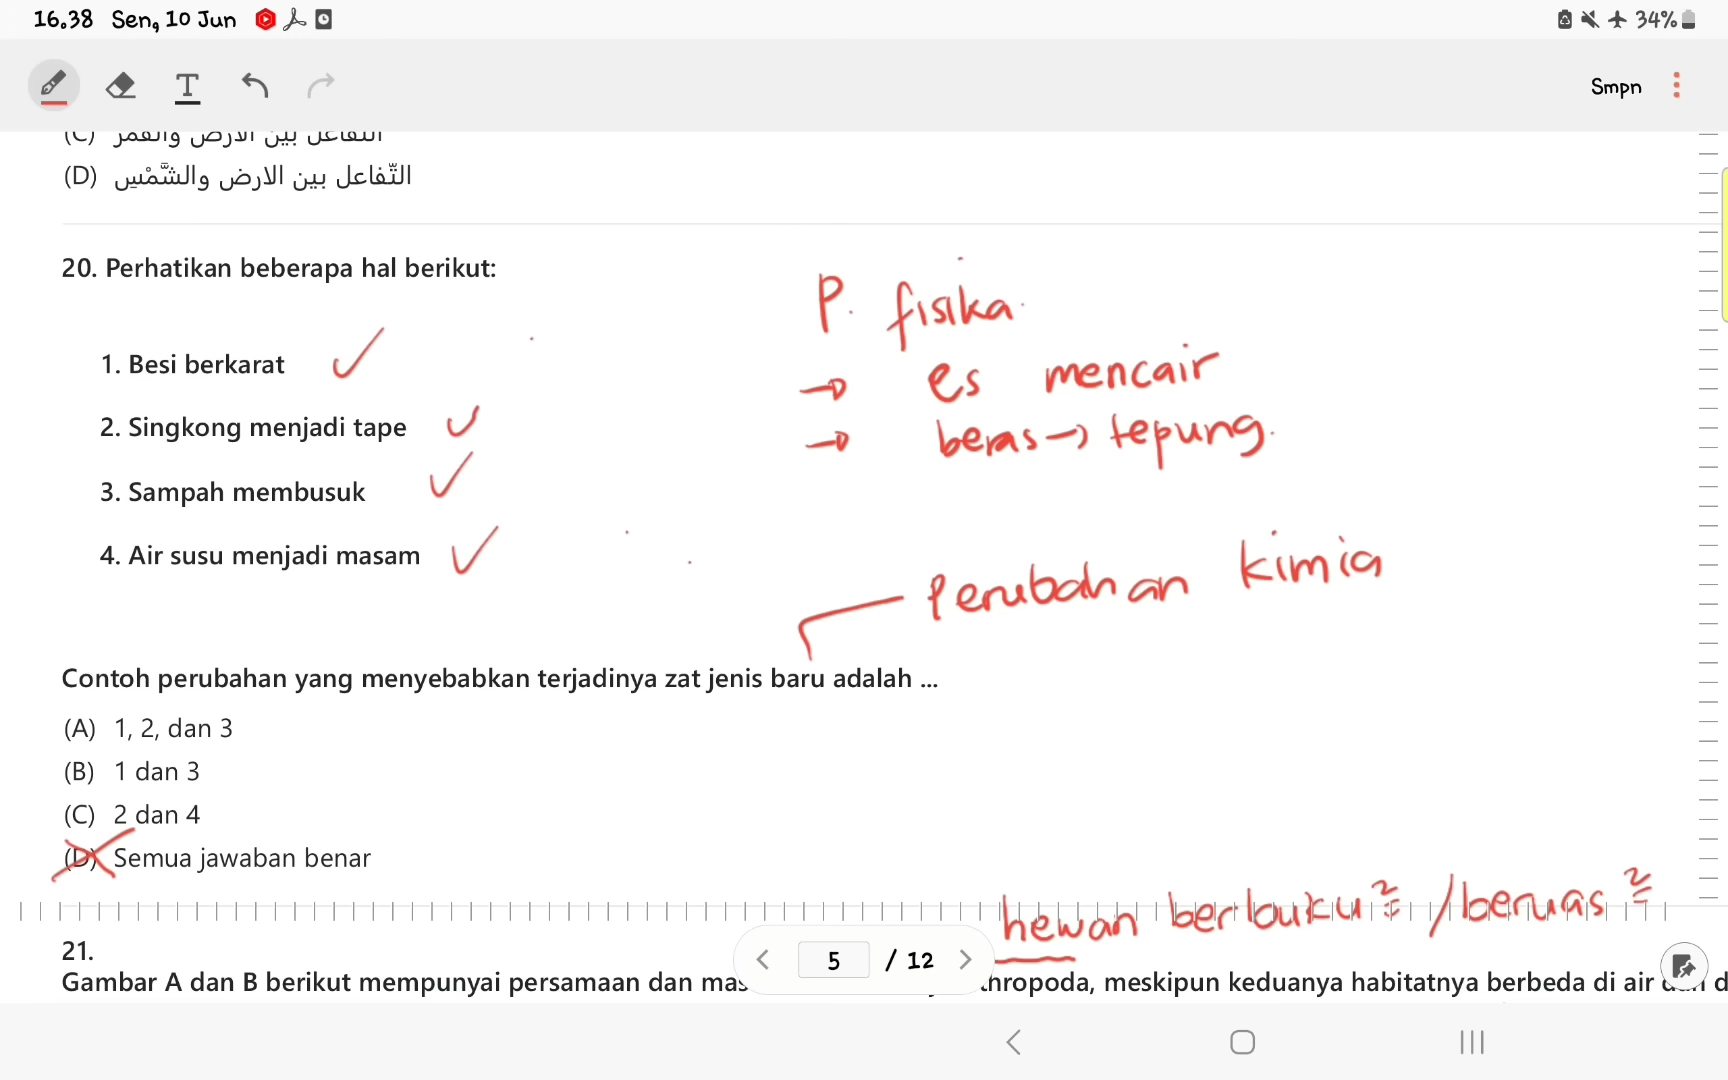 16.38 Sen, 10 Jun
34%
T
Smpn
(C) التفاعل بين الارض والقمر
(D) التّفاعل بين الارض والشَّمْسِ
20. Perhatikan beberapa hal berikut:
P. fisika
1. Besi berkarat
es mencair
2. Singkong menjadi tape
beras → tepung.
3. Sampah membusuk
4. Air susu menjadi masam
Perubahan kimia
Contoh perubahan yang menyebabkan terjadinya zat jenis baru adalah ...
(A) 1, 2, dan 3
(B) 1 dan 3
(C) 2 dan 4
(D) Semua jawaban benar
hewan berbuku² / beruas²
21.
5 / 12
Gambar A dan B berikut mempunyai persamaan dan meskipun keduanya habitatnya berbeda di air